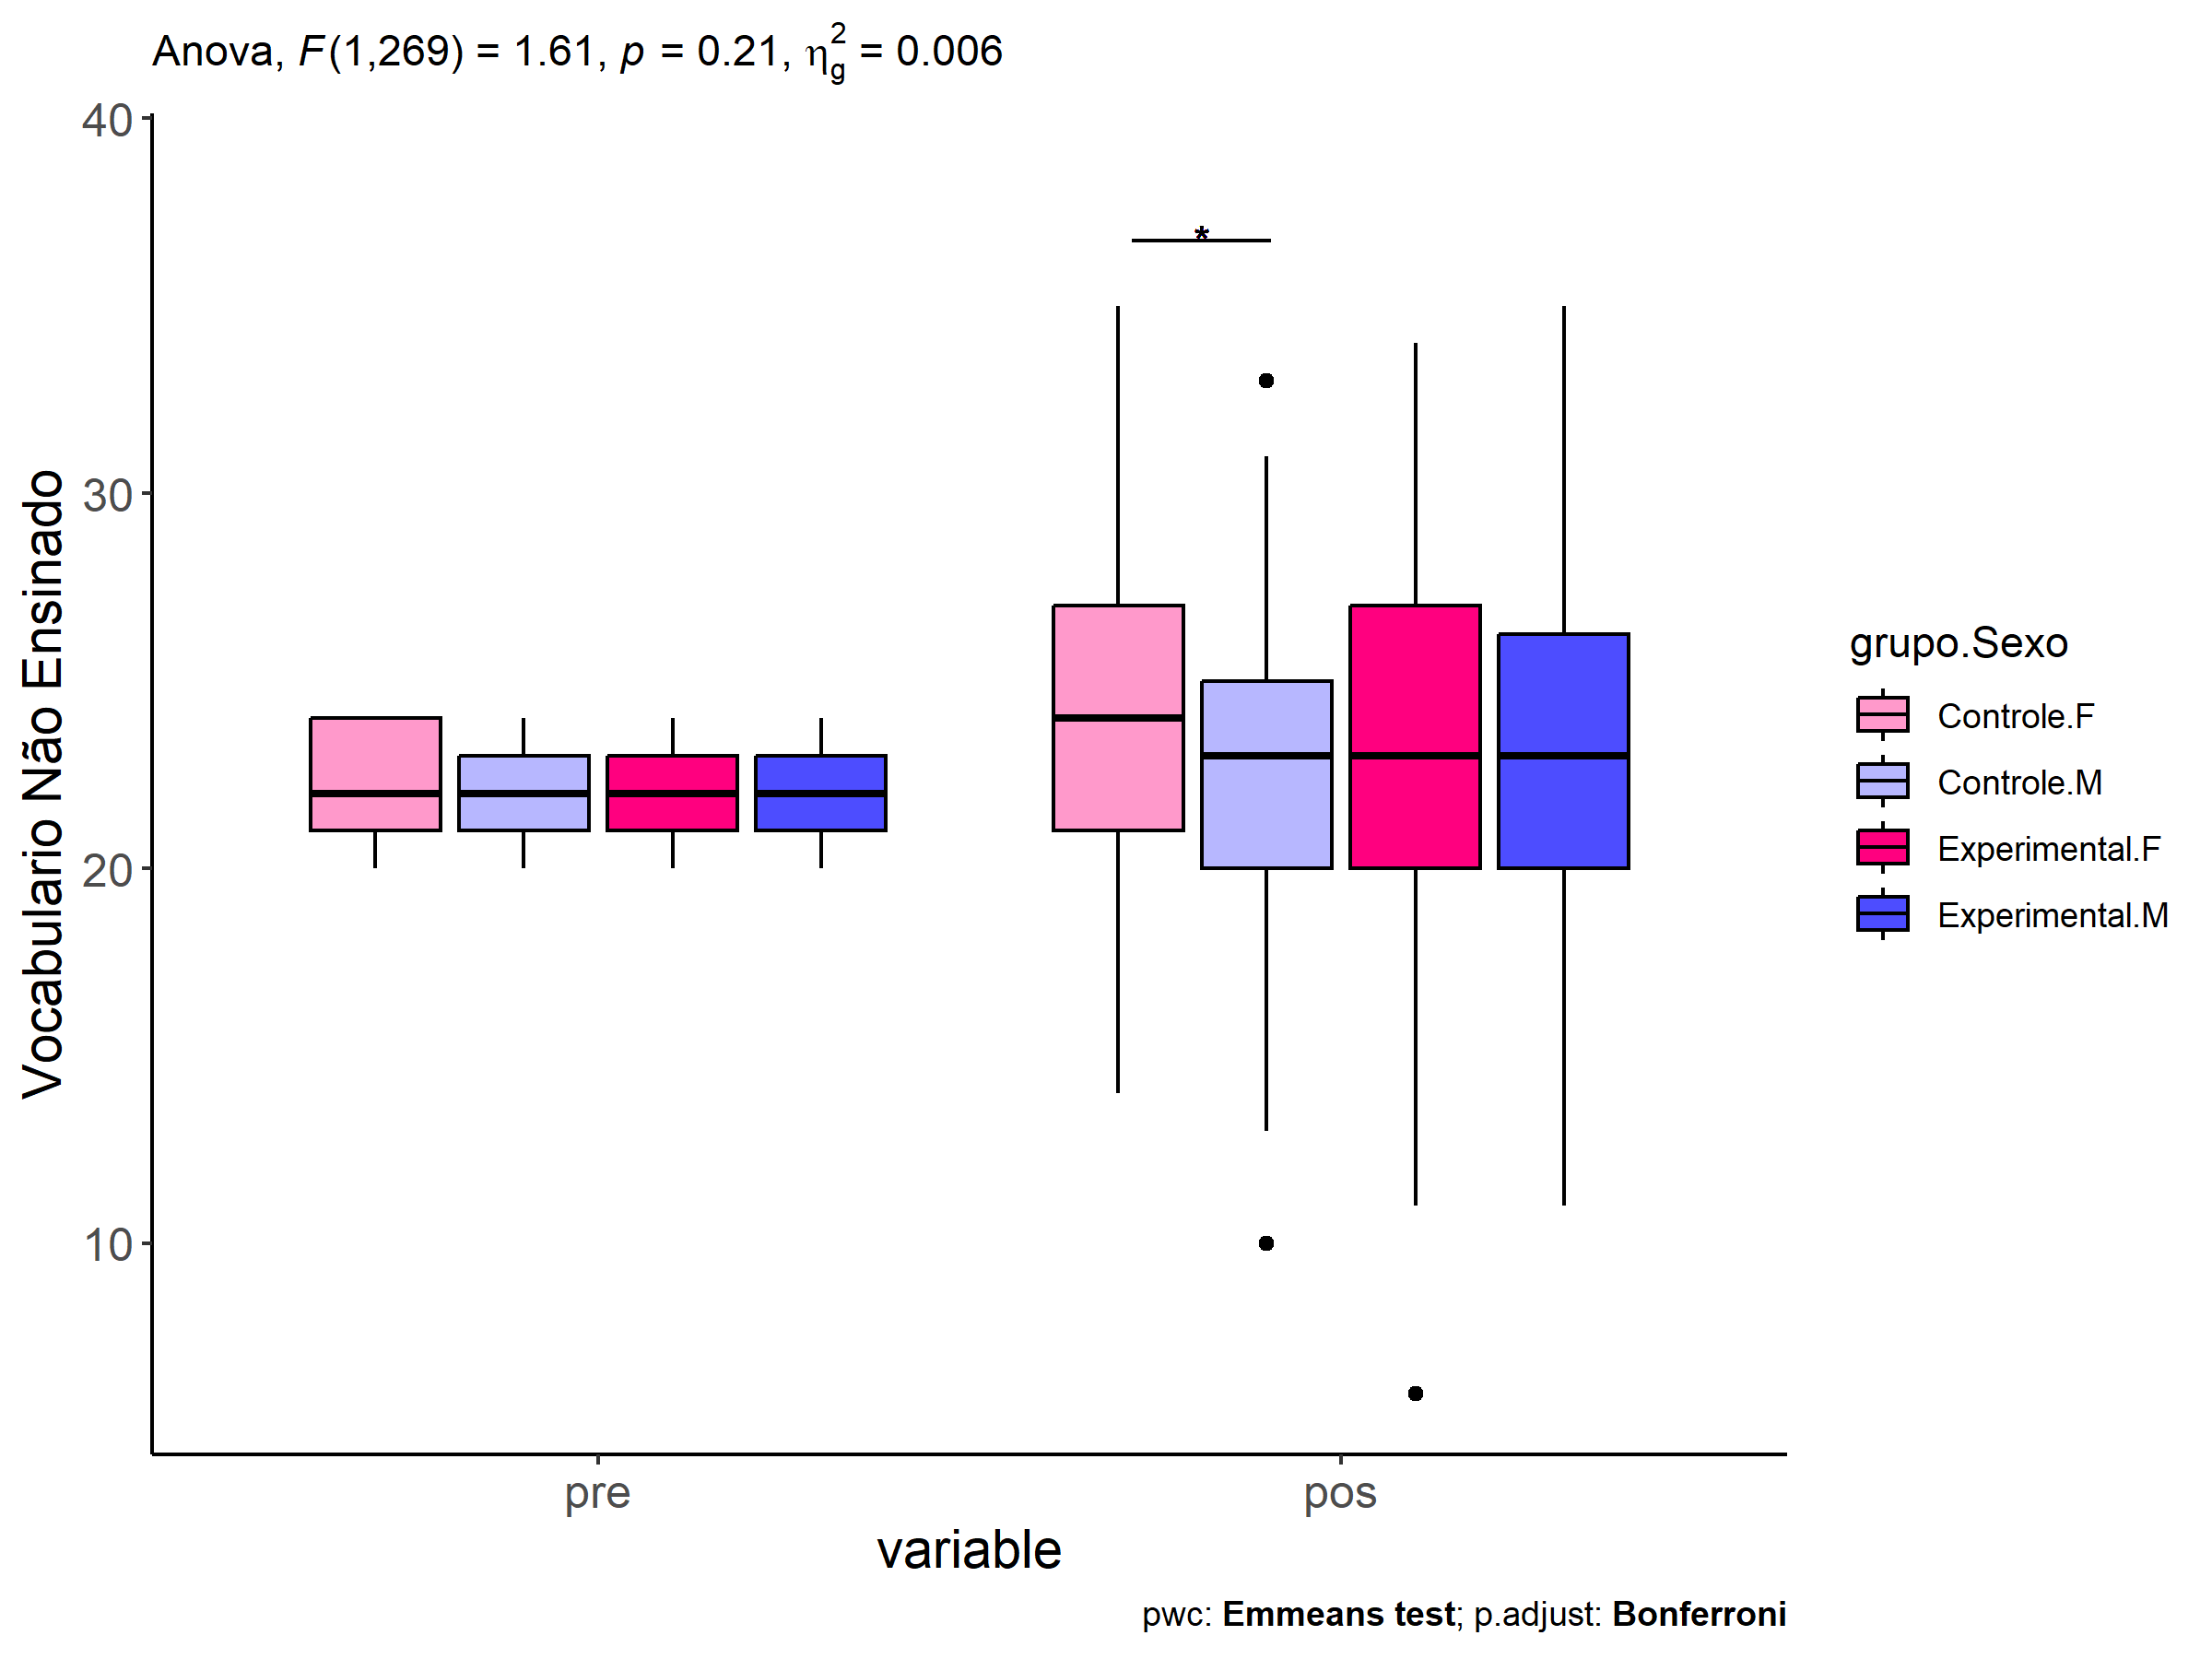 Anova, F(1,269) = 1.61, p = 0.21, η²g = 0.006
Vocabulario Não Ensinado
40
30
20
10
*
pre
pos
variable
grupo.Sexo
Controle.F
Controle.M
Experimental.F
Experimental.M
pwc: Emmeans test; p.adjust: Bonferroni